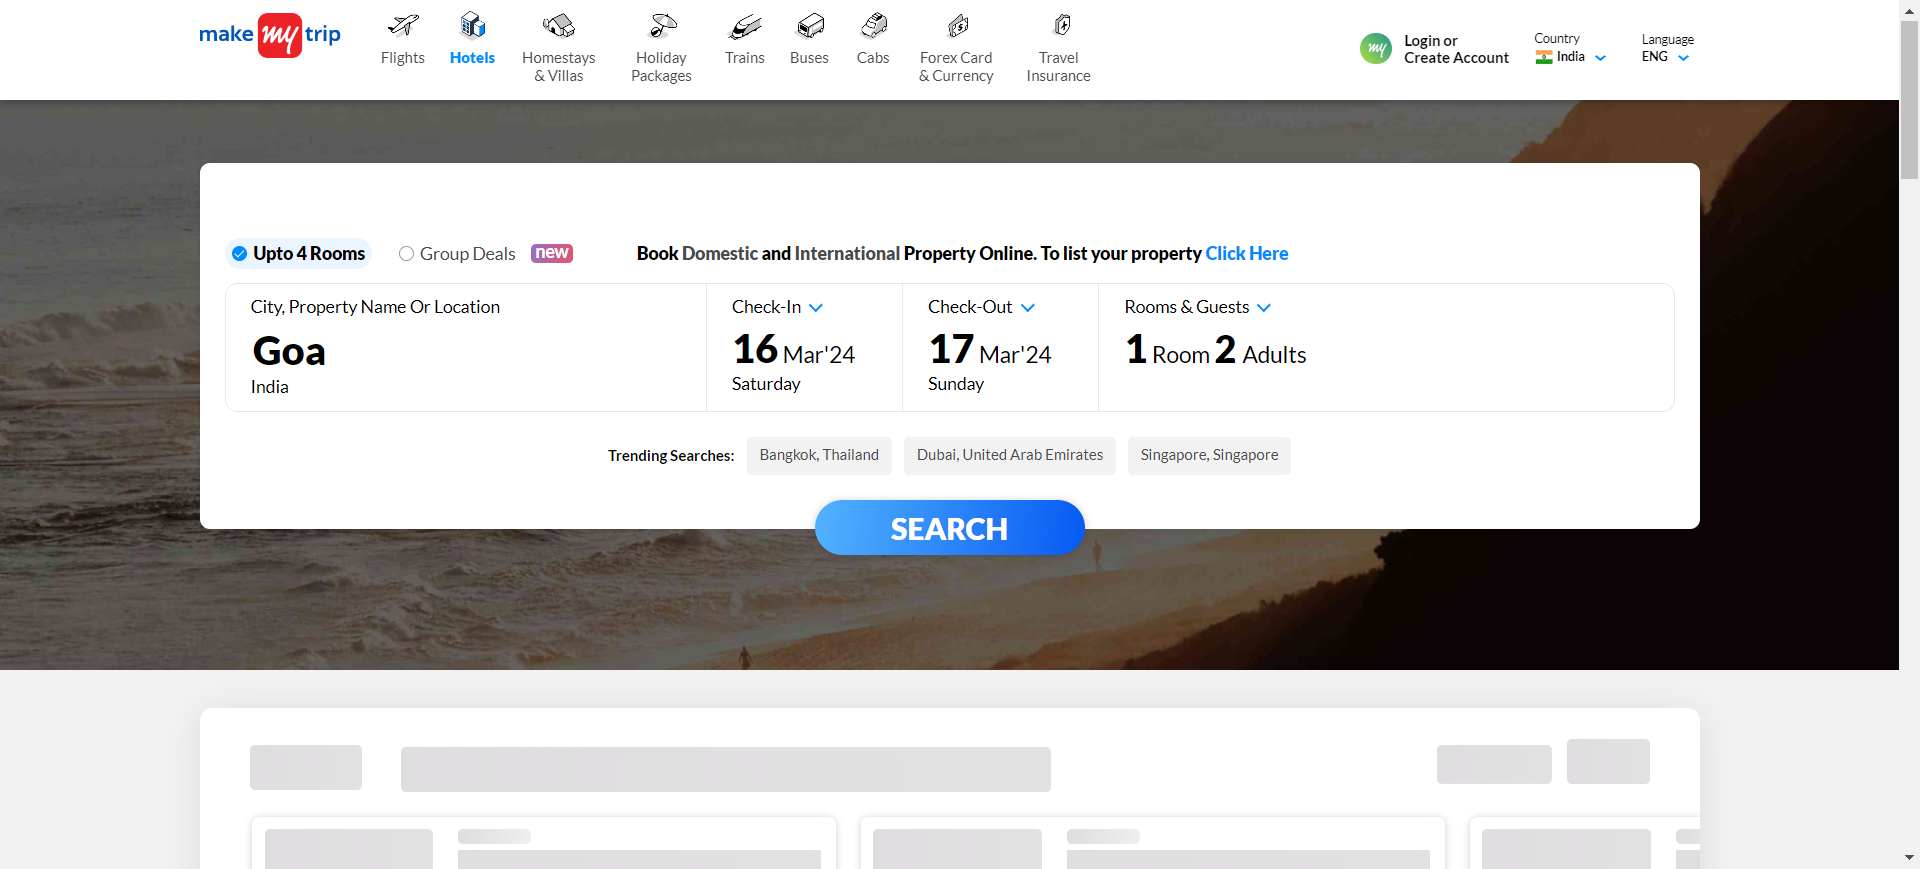 make my trip
Flights
Hotels
Homestays
& Villas
Holiday
Packages
Trains
Buses
Cabs
Forex Card
& Currency
Travel
Insurance
my
Login or
Create Account
Country
India
Language
ENG
Upto 4 Rooms
Group Deals new
Book Domestic and International Property Online. To list your property Click Here
City, Property Name Or Location
Goa
India
Check-In
16 Mar'24
Saturday
Check-Out
17 Mar'24
Sunday
Rooms & Guests
1 Room 2 Adults
Trending Searches: Bangkok, Thailand Dubai, United Arab Emirates Singapore, Singapore
SEARCH